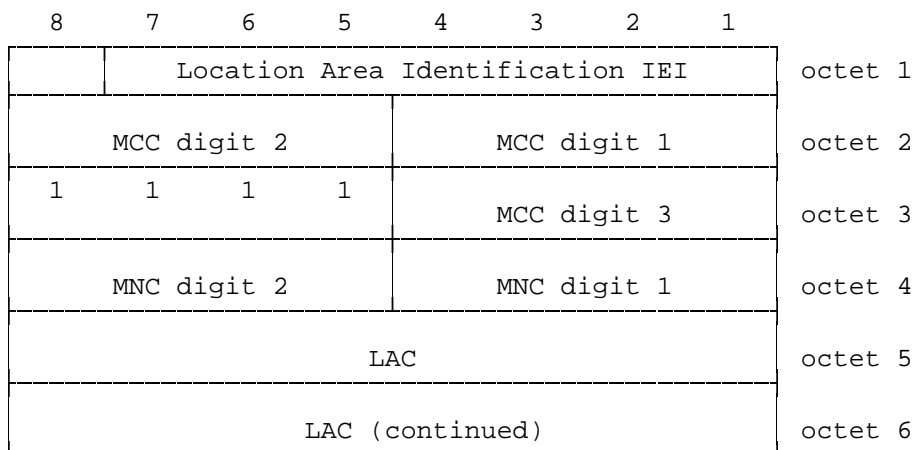 8 7 6 5 4 3 2 1
Location Area Identification IEI octet 1
MCC digit 2 MCC digit 1 octet 2
1 1 1 1
MCC digit 3 octet 3
MNC digit 2 MNC digit 1 octet 4
LAC octet 5
LAC (continued) octet 6